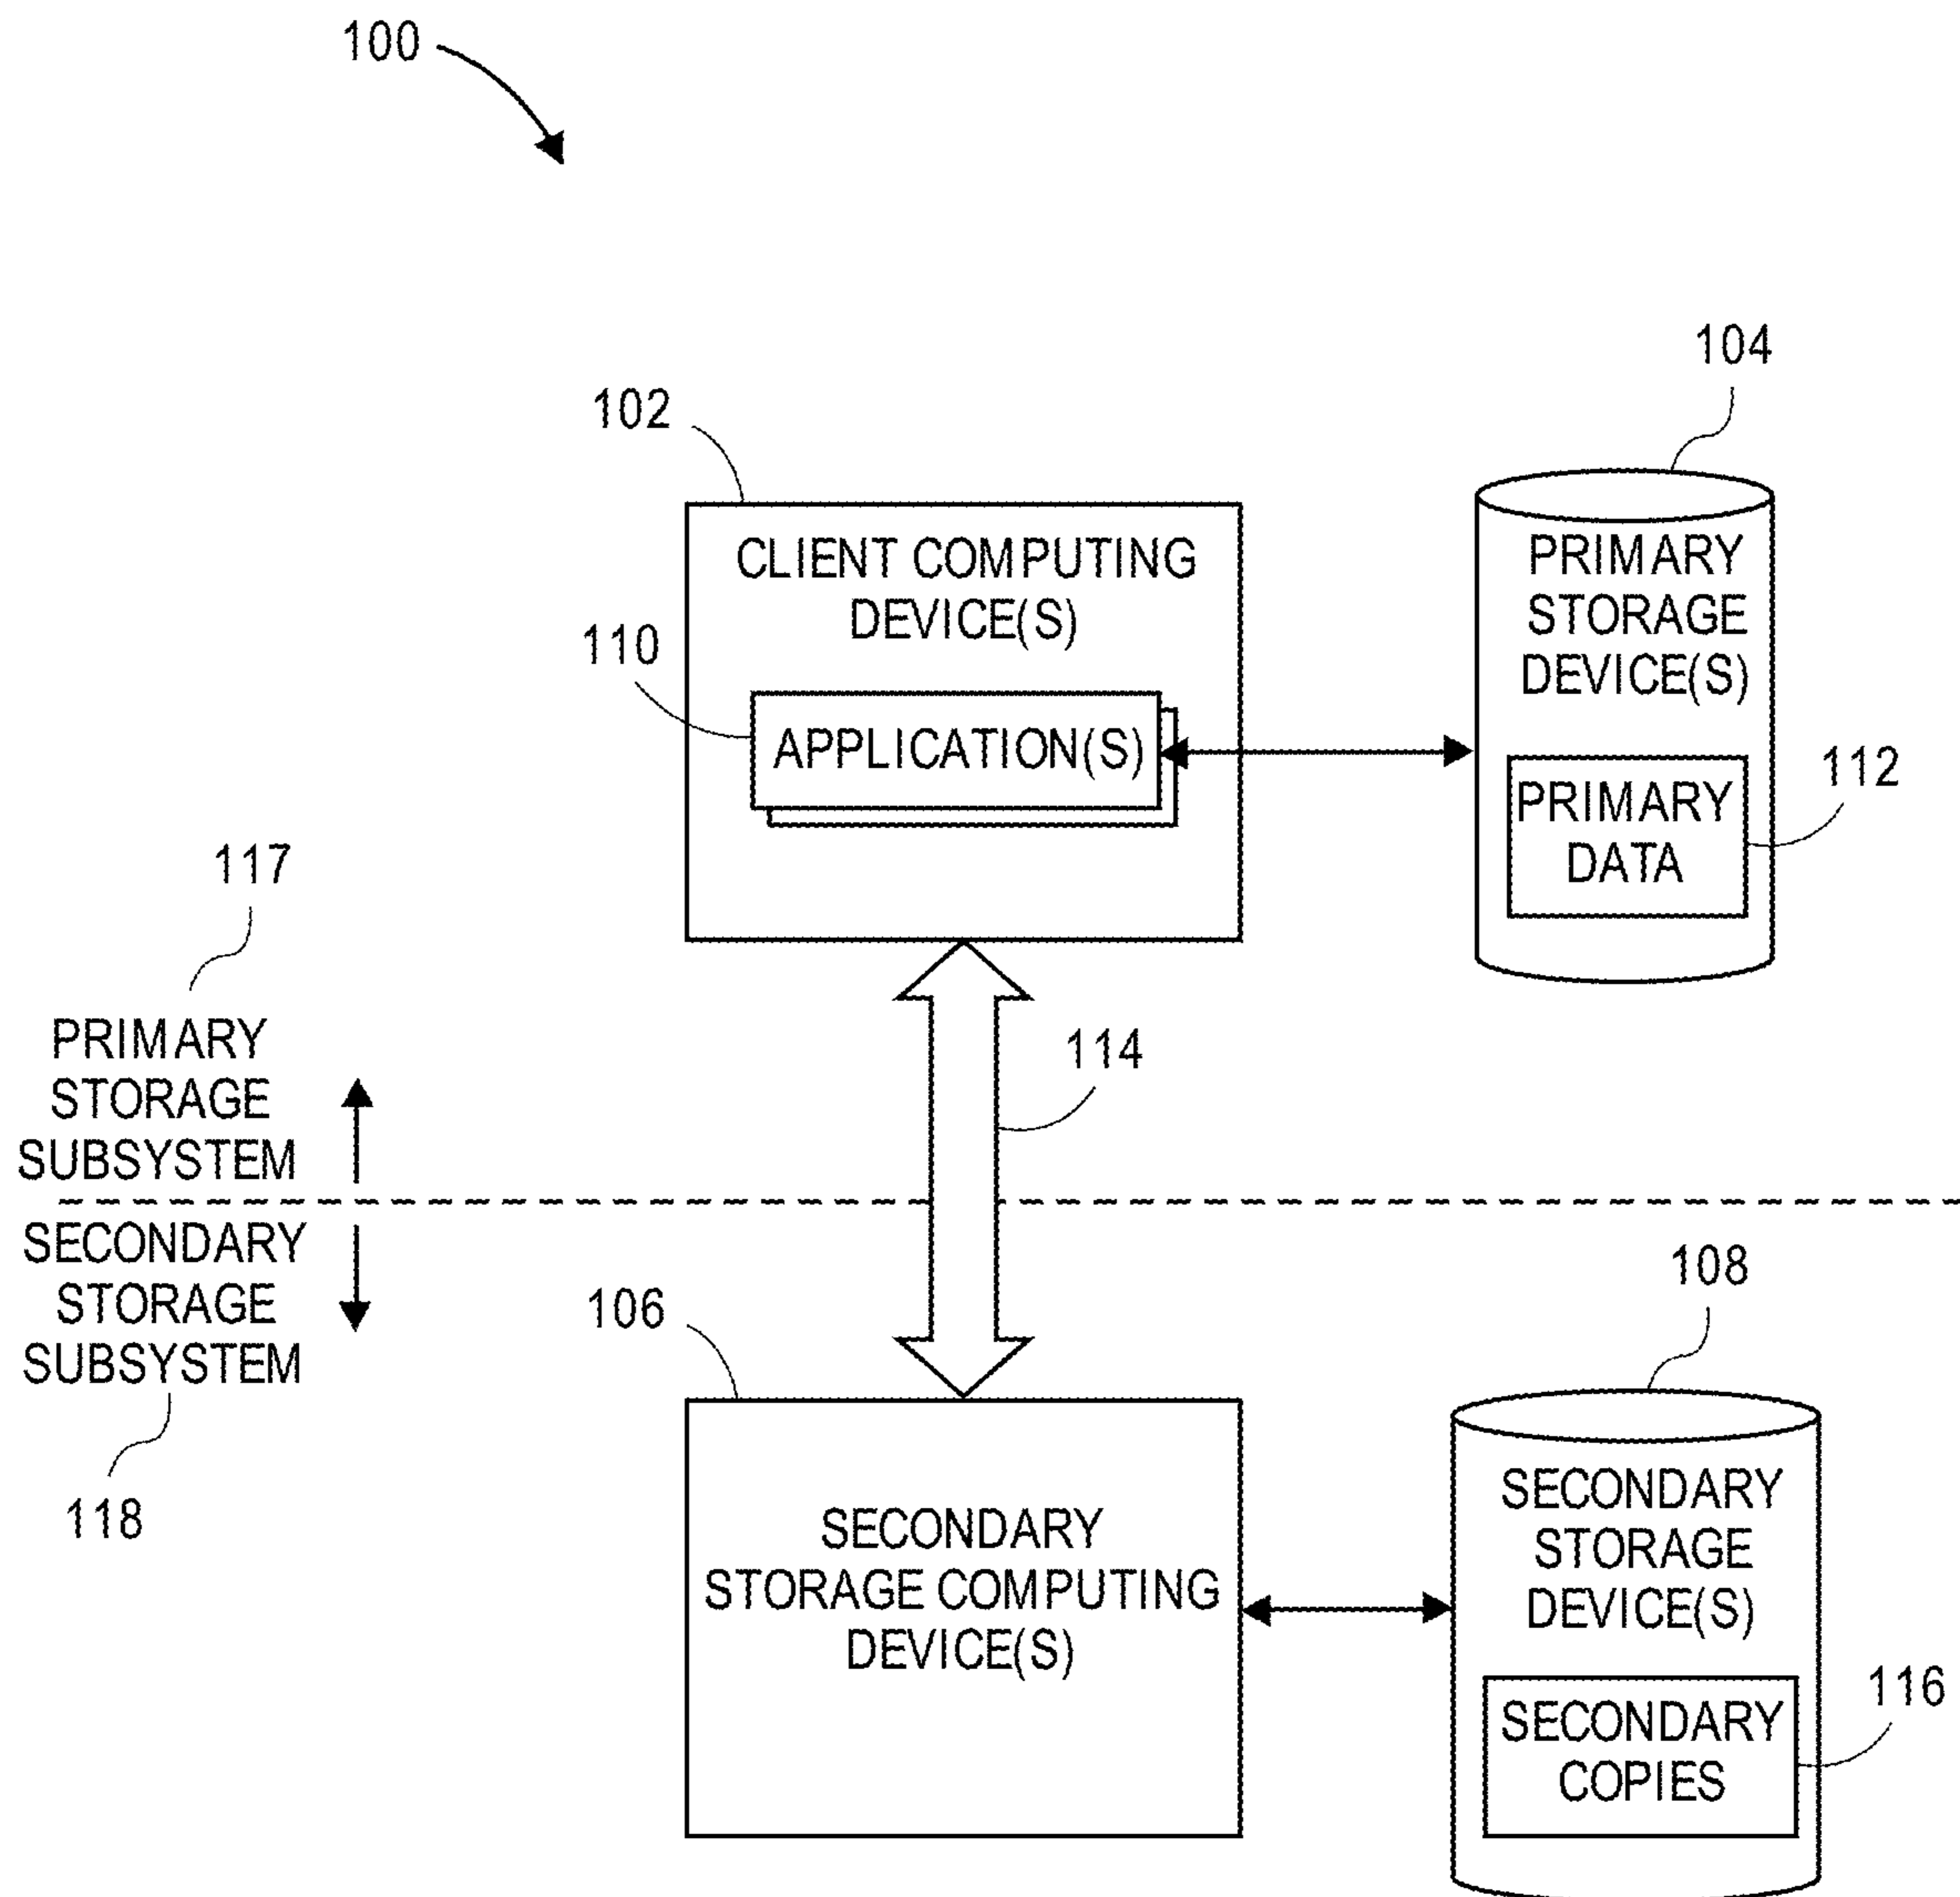 100
104
102
CLIENT COMPUTING
DEVICE(S)
PRIMARY
STORAGE
DEVICE(S)
110
APPLICATION(S)
112
PRIMARY
DATA
117
PRIMARY
STORAGE
SUBSYSTEM
114
SECONDARY
STORAGE
SUBSYSTEM
118
108
106
SECONDARY
STORAGE COMPUTING
DEVICE(S)
SECONDARY
STORAGE
DEVICE(S)
116
SECONDARY
COPIES